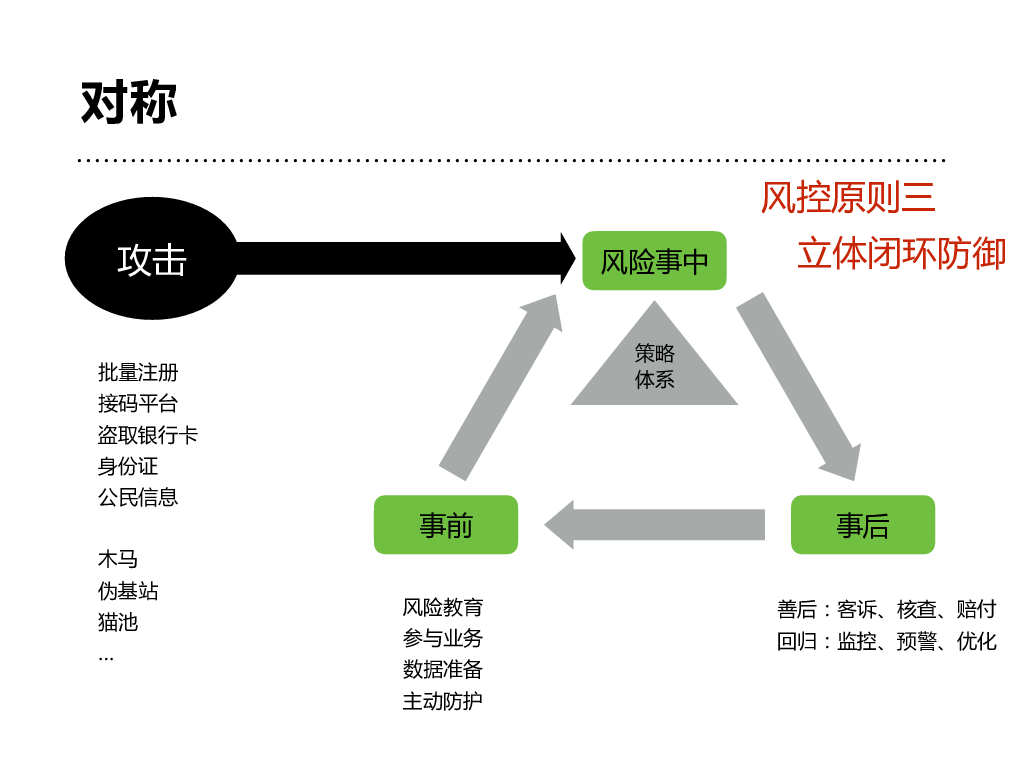 对称
风控原则三
立体闭环防御
攻击
风险事中
策略
体系
批量注册
接码平台
盗取银行卡
身份证
公民信息
木马
伪基站
猫池
...
事前
事后
风险教育
参与业务
数据准备
主动防护
善后：客诉、核查、赔付
回归：监控、预警、优化